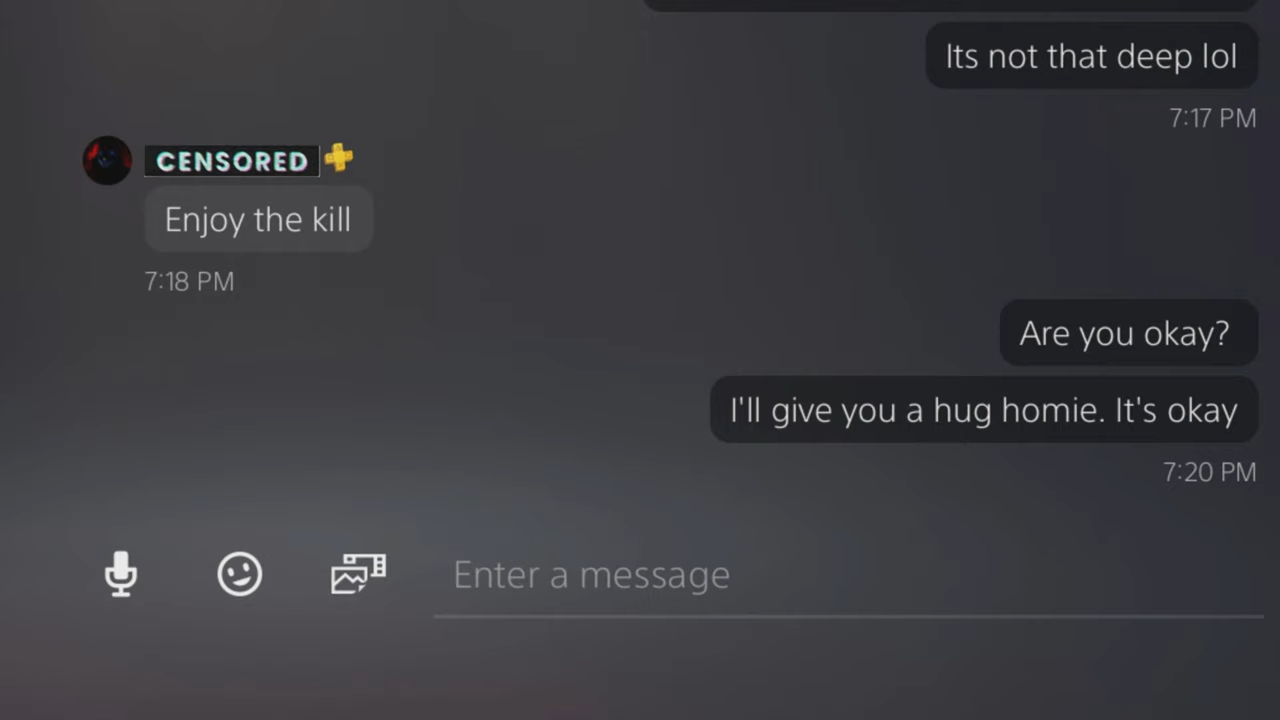 Its not that deep lol
7:17 PM
CENSORED
Enjoy the kill
7:18 PM
Are you okay?
I'll give you a hug homie. It's okay
7:20 PM
Enter a message